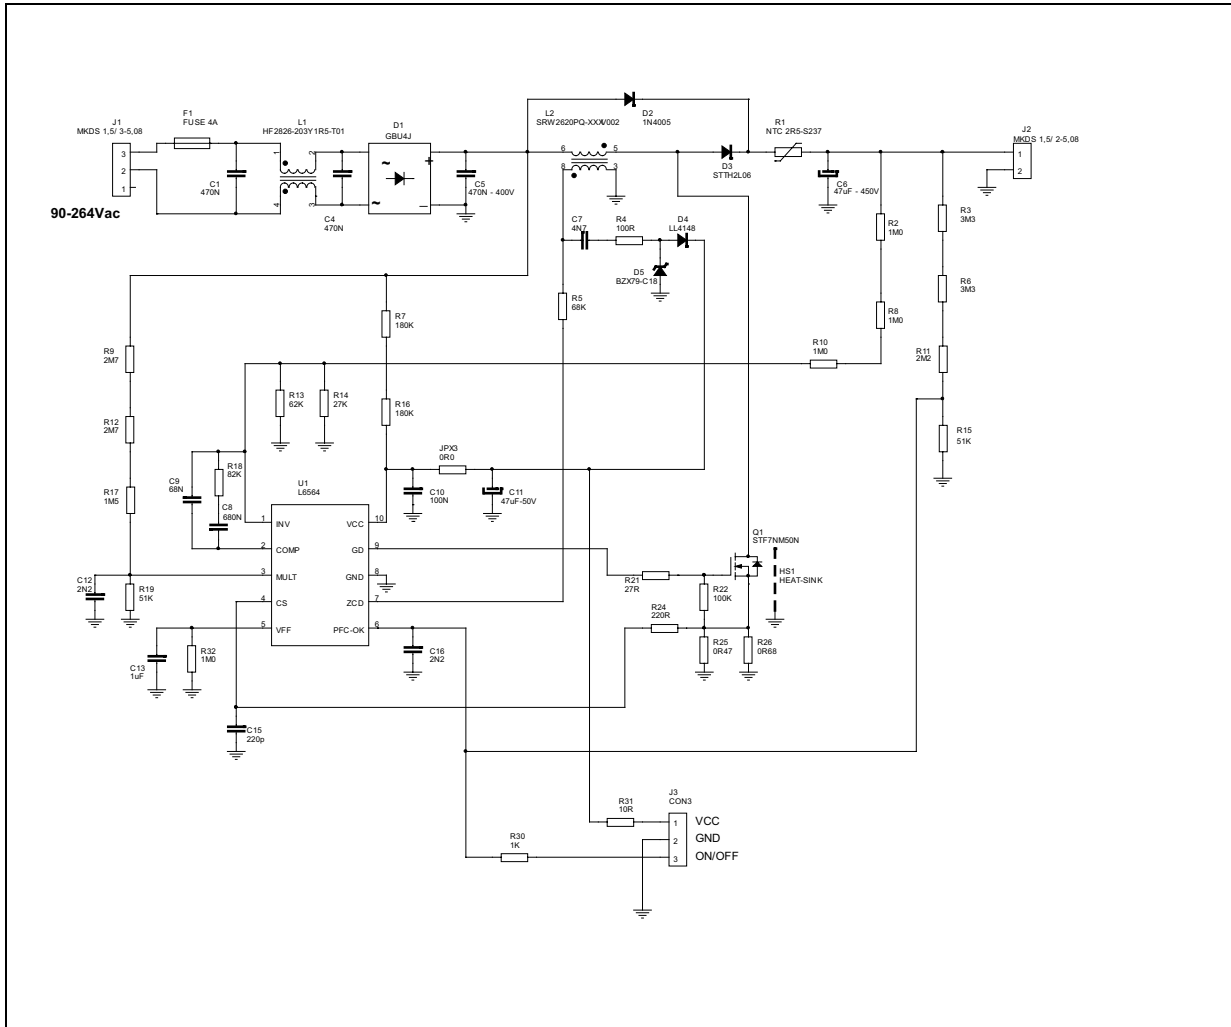 J1
MKDS 1,5/ 3-5,08
3
2
1
90-264Vac
F1
FUSE 4A
C1
470N
L1
HF2826-203Y1R5-T01
1
2
4
3
C4
470N
D1
GBU4J
~
~
+
–
C5
470N - 400V
L2
SRW2620PQ-XXXV002
6
5
8
3
D2
1N4005
D3
STTH2L06
R1
NTC 2R5-S237
C6
47uF - 450V
J2
MKDS 1,5/ 2-5,08
1
2
C7
4N7
R4
100R
D4
LL4148
D5
BZX79-C18
R2
1M0
R3
3M3
R6
3M3
R5
68K
R7
180K
R8
1M0
R10
1M0
R11
2M2
R9
2M7
R13
62K
R14
27K
R16
180K
R12
2M7
R15
51K
JPX3
0R0
R18
82K
C9
68N
C8
680N
R17
1M5
U1
L6564
C10
100N
C11
47uF-50V
1
INV
VCC
10
2
COMP
GD
9
3
MULT
GND
8
4
CS
ZCD
7
5
VFF
PFC-OK
6
Q1
STF7NM50N
HS1
HEAT-SINK
R21
27R
R22
100K
C12
2N2
R19
51K
R24
220R
R25
0R47
R26
0R68
R32
1M0
C13
1uF
C16
2N2
C15
220p
J3
CON3
R31
10R
1
VCC
2
GND
3
ON/OFF
R30
1K